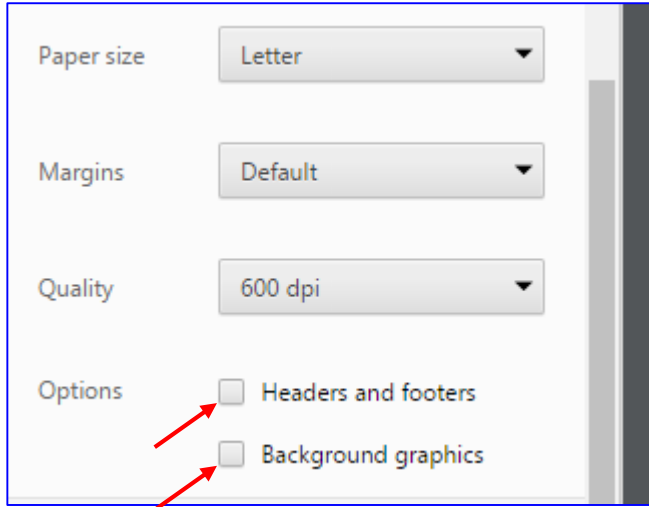 Paper size Letter
Margins Default
Quality 600 dpi
Options Headers and footers
Background graphics